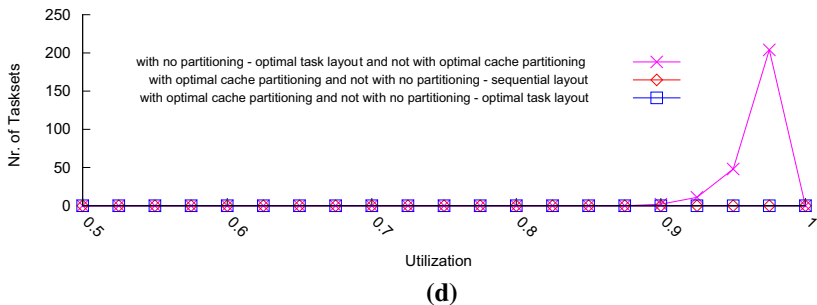 250
200
150
100
50
0
Nr. of Tasksets
with no partitioning - optimal task layout and not with optimal cache partitioning
with optimal cache partitioning and not with no partitioning - sequential layout
with optimal cache partitioning and not with no partitioning - optimal task layout
0.5
0.6
0.7
0.8
0.9
1
Utilization
(d)